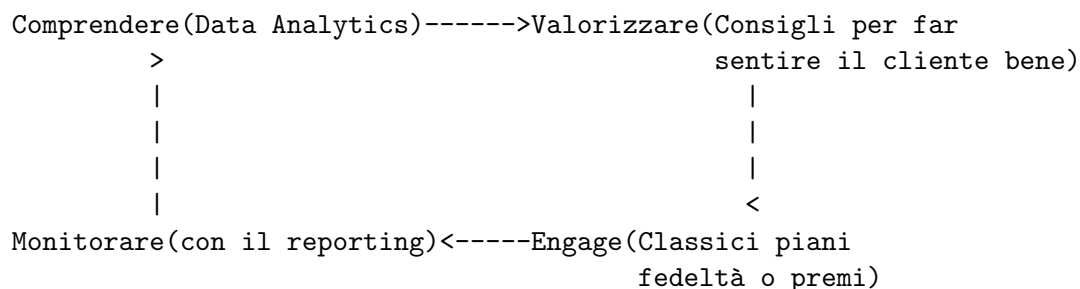 Comprendere(Data Analytics)------>Valorizzare(Consigli per far
> sentire il cliente bene)
| |
| |
| |
| <
Monitorare(con il reporting)<-----Engage(Classici piani
fedeltà o premi)